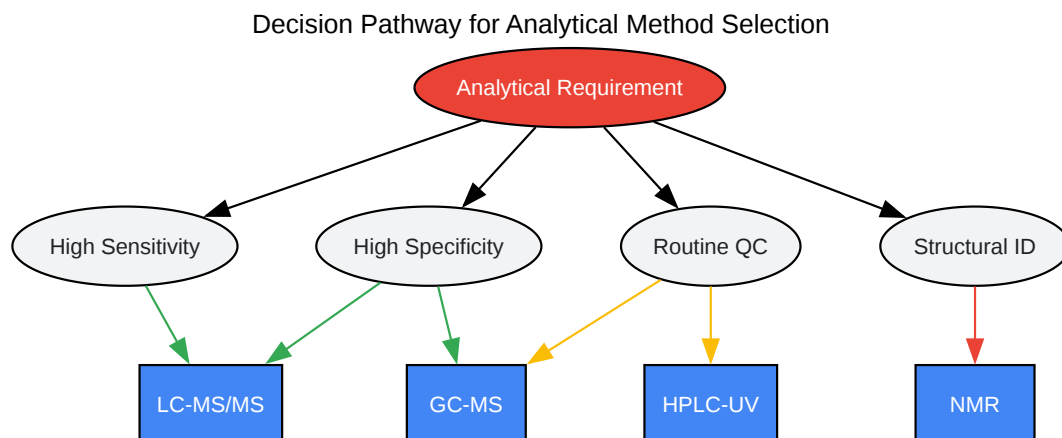 Decision Pathway for Analytical Method Selection
Analytical Requirement
High Sensitivity
High Specificity
Routine QC
Structural ID
LC-MS/MS
GC-MS
HPLC-UV
NMR